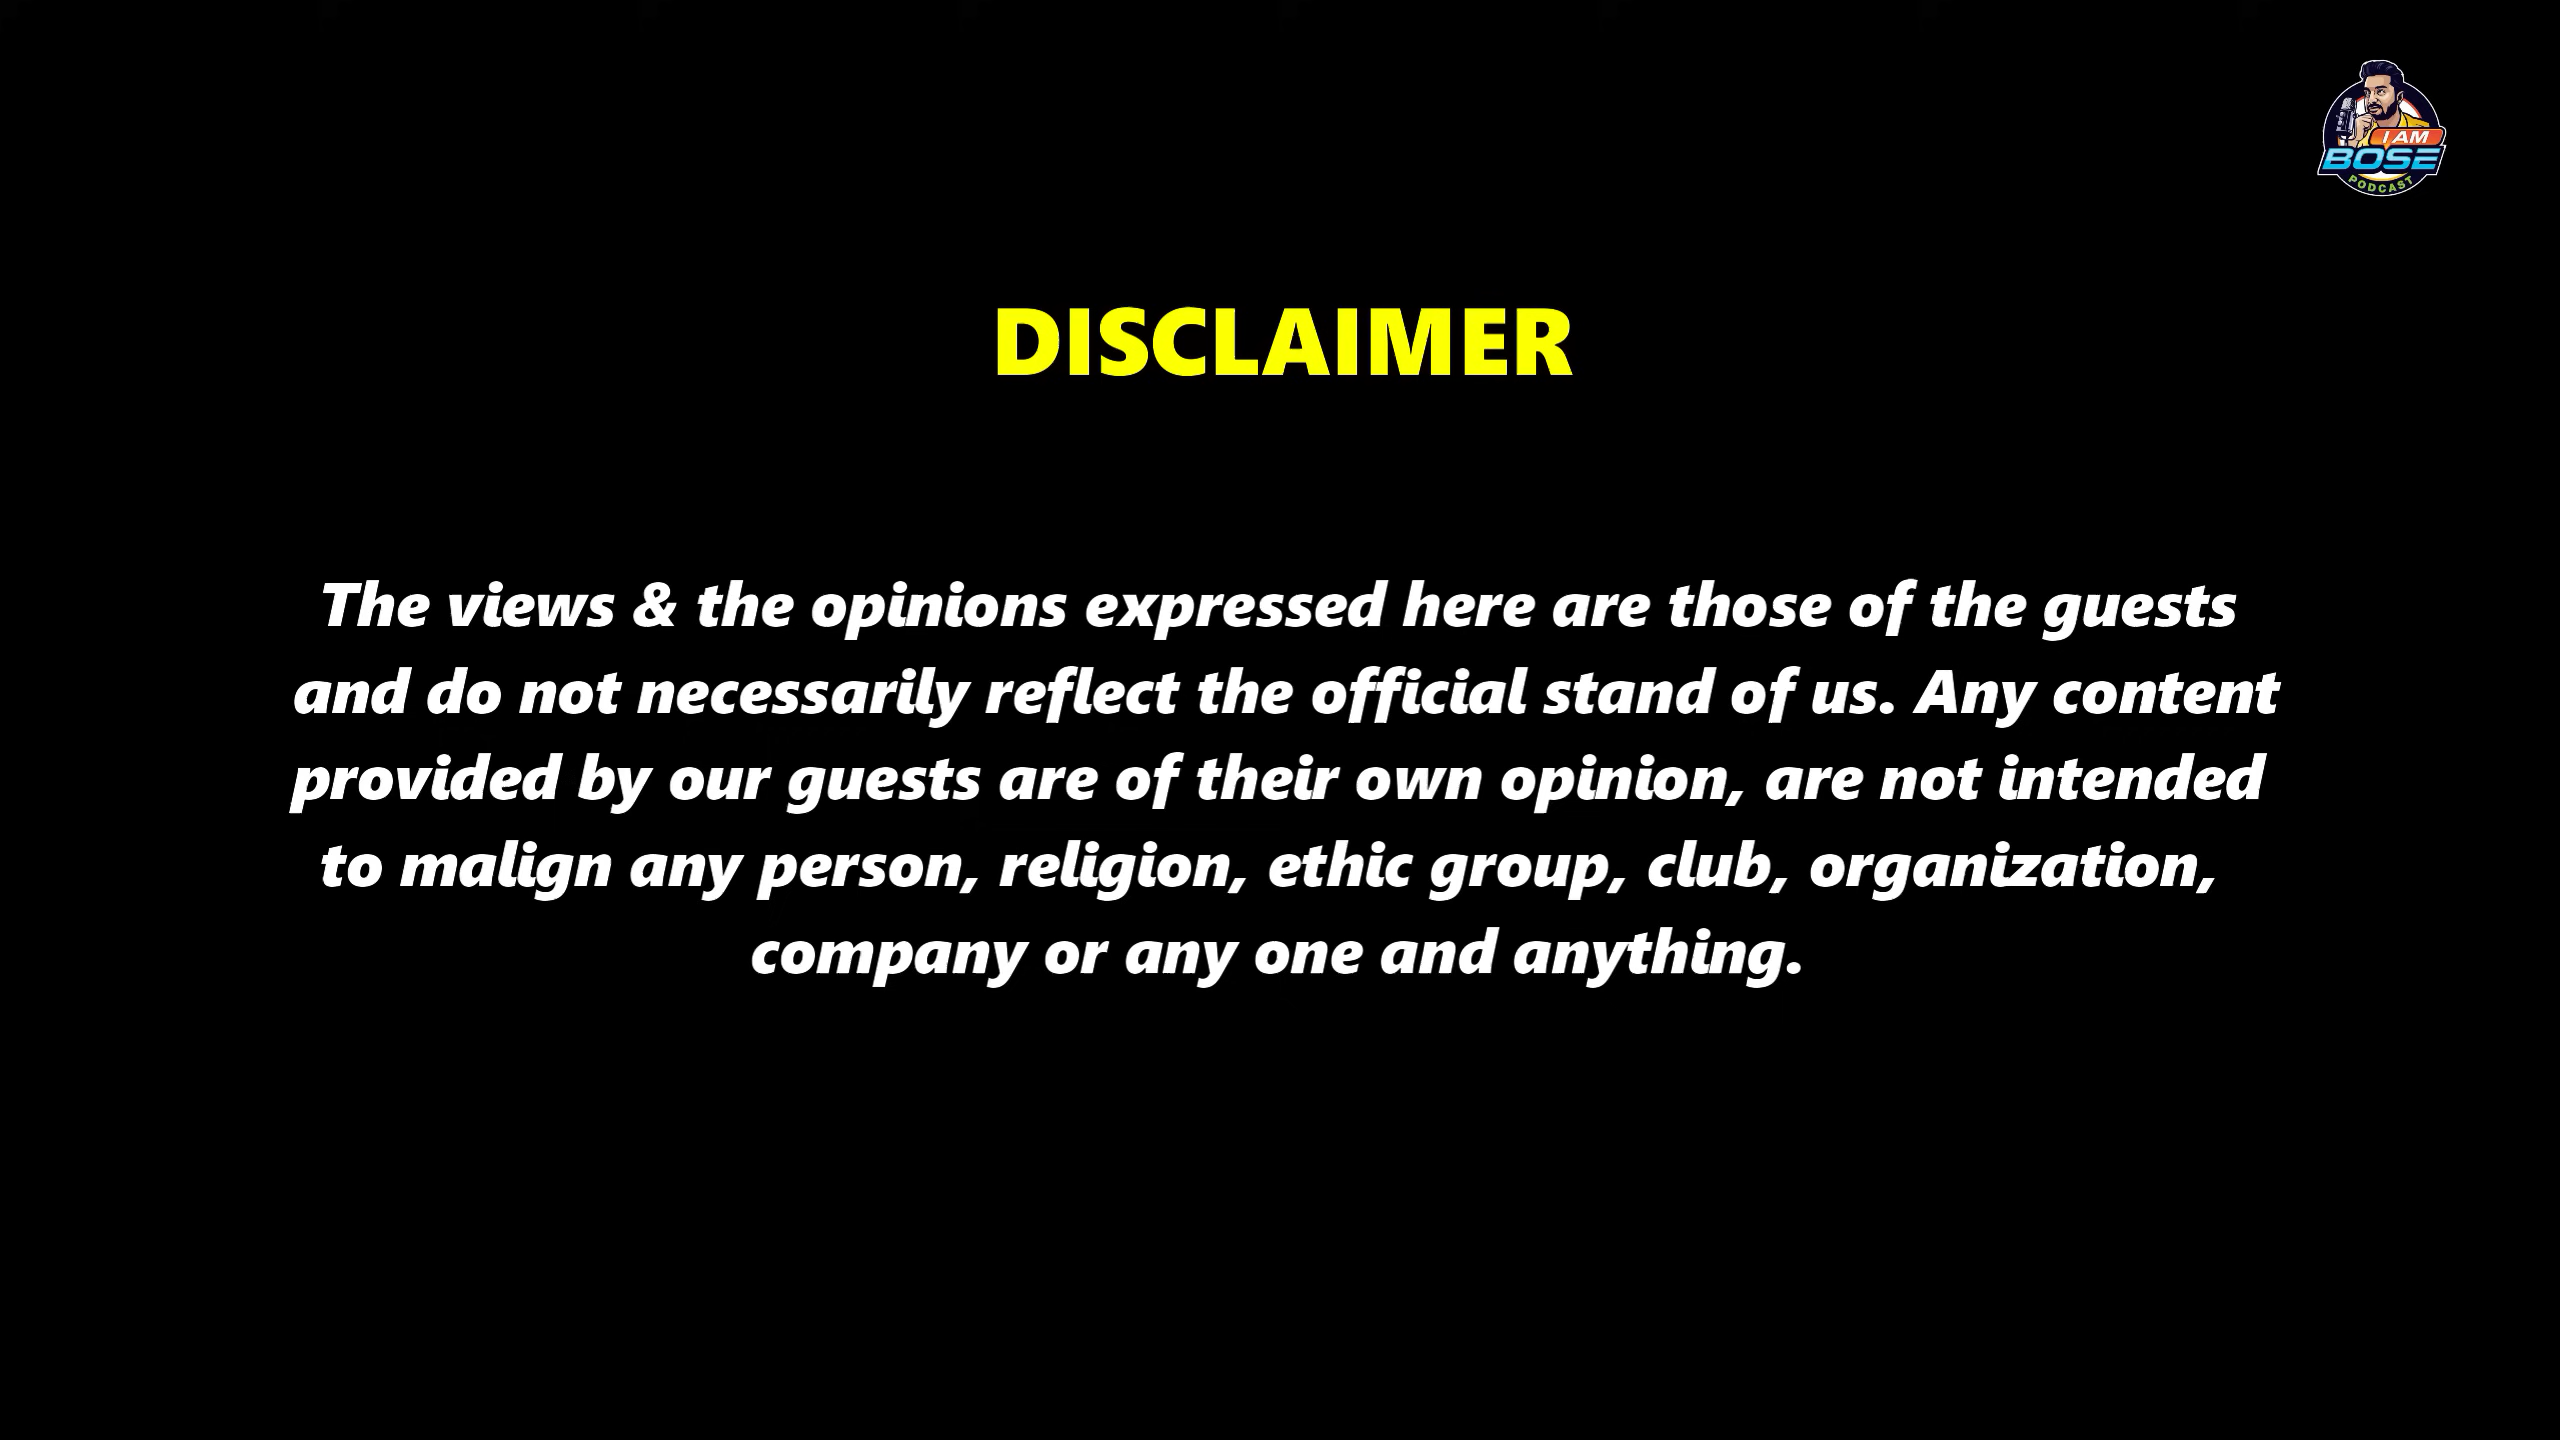 I AM
BOSE
PODCAST
DISCLAIMER
The views & the opinions expressed here are those of the guests
and do not necessarily reflect the official stand of us. Any content
provided by our guests are of their own opinion, are not intended
to malign any person, religion, ethic group, club, organization,
company or any one and anything.